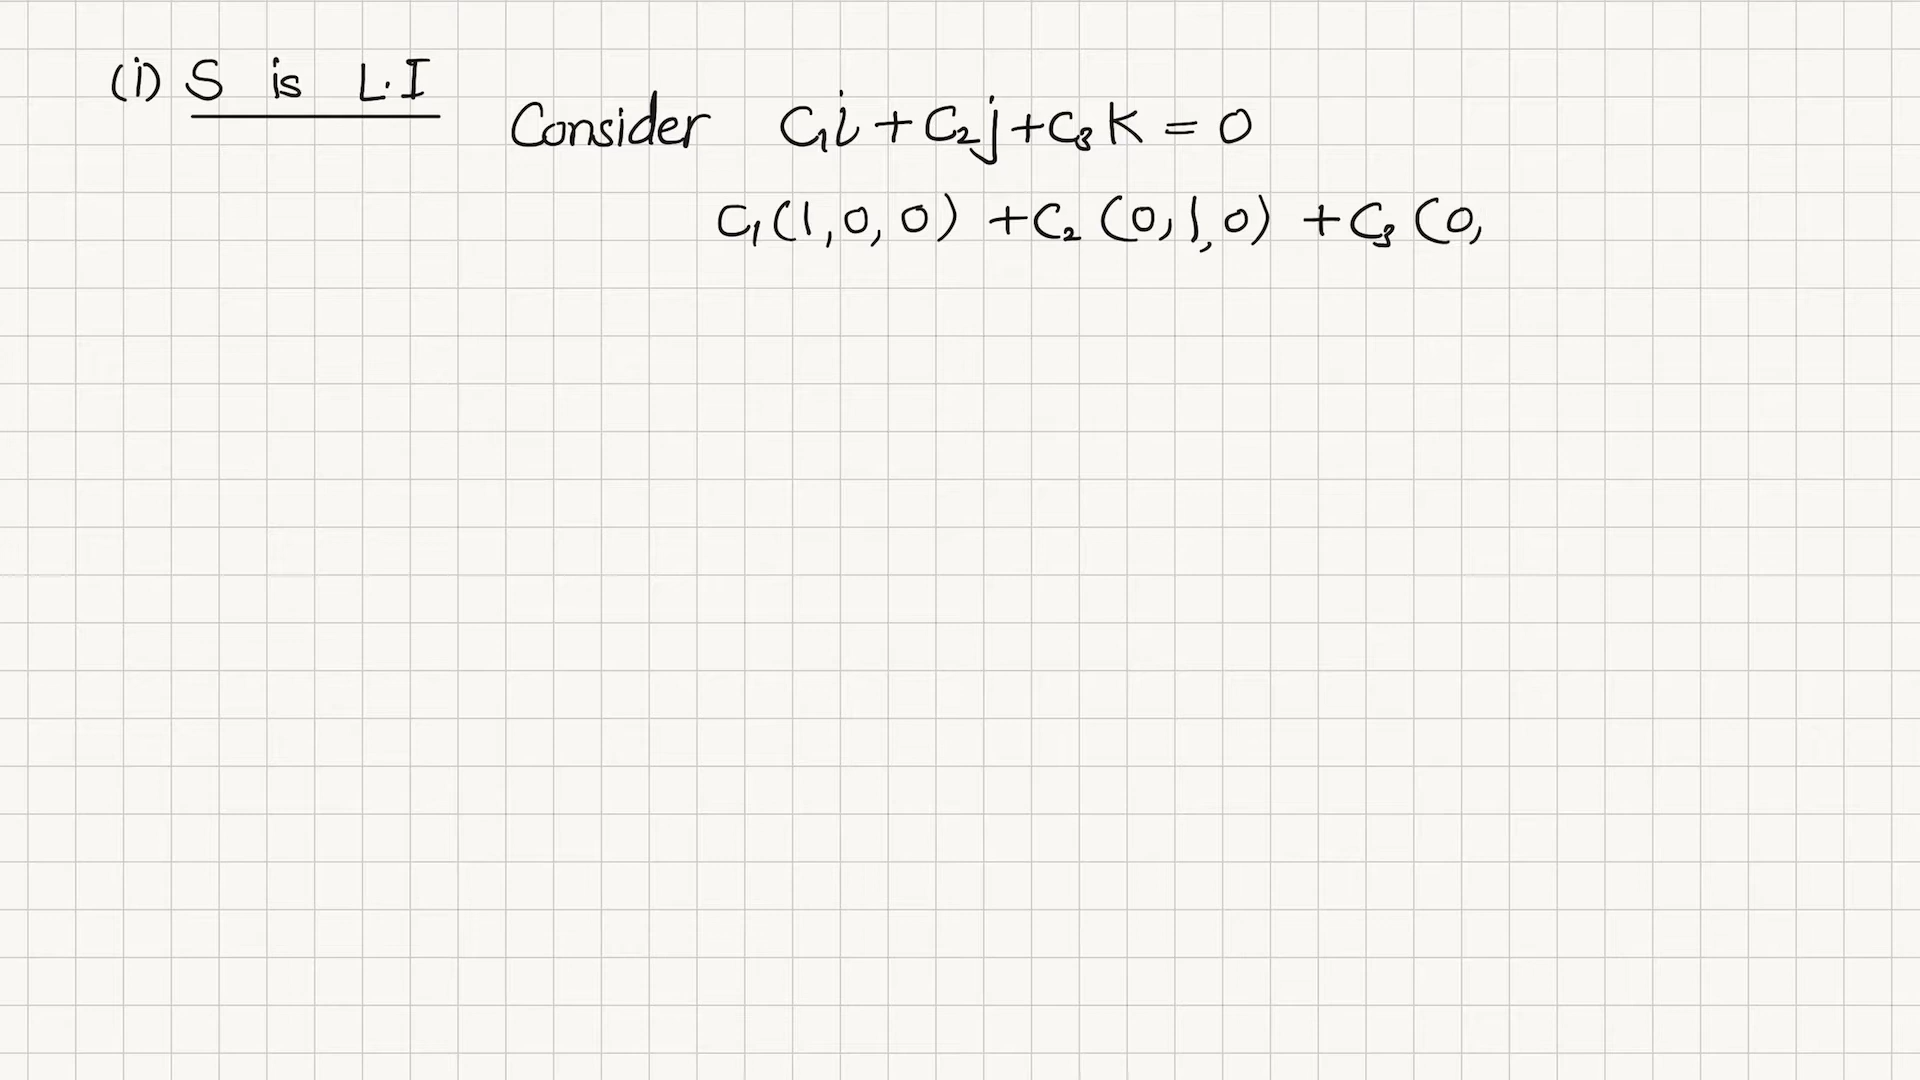 (i) S is L.I
Consider C₁i + C₂j + C₃k = 0
C₁(1,0,0) + C₂(0,1,0) + C₃(0,